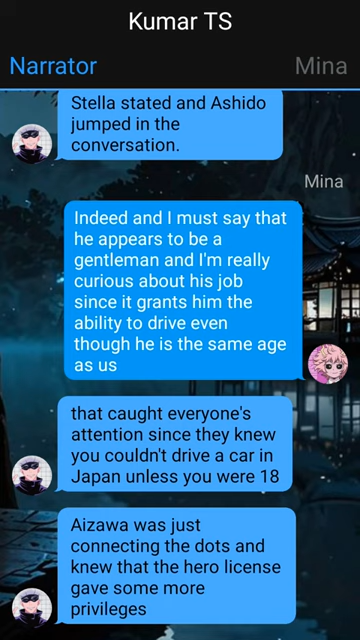 Kumar TS
Narrator
Mina
Stella stated and Ashido
jumped in the
conversation.
Mina
Indeed and I must say that
he appears to be a
gentleman and I'm really
curious about his job
since it grants him the
ability to drive even
though he is the same age
as us
that caught everyone's
attention since they knew
you couldn't drive a car in
Japan unless you were 18
Aizawa was just
connecting the dots and
knew that the hero license
gave some more
privileges